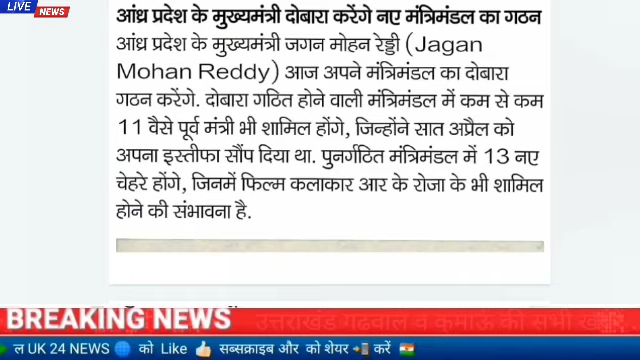 LIVE
NEWS
आंध्र प्रदेश के मुख्यमंत्री दोबारा करेंगे नए मंत्रिमंडल का गठन
आंध्र प्रदेश के मुख्यमंत्री जगन मोहन रेड्डी (Jagan
Mohan Reddy) आज अपने मंत्रिमंडल का दोबारा
गठन करेंगे. दोबारा गठित होने वाली मंत्रिमंडल में कम से कम
11 वैसे पूर्व मंत्री भी शामिल होंगे, जिन्होंने सात अप्रैल को
अपना इस्तीफा सौंप दिया था. पुनर्गठित मंत्रिमंडल में 13 नए
चेहरे होंगे, जिनमें फिल्म कलाकार आर के रोजा के भी शामिल
होने की संभावना है.
BREAKING NEWS
उत्तराखंड गढवाल व कुमाऊं की सभी
ल UK 24 NEWS 🌐 को Like 👍 सब्सक्राइब और को शेयर 📲 करें 🇮🇳